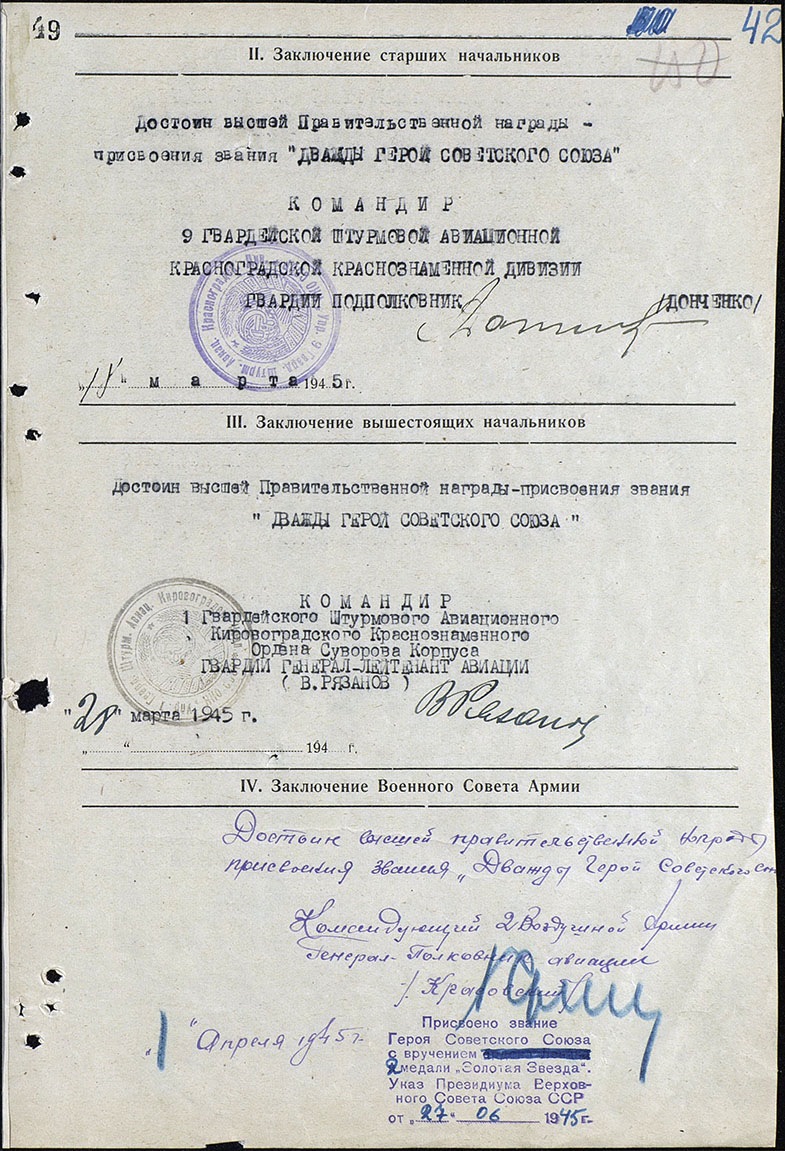 49
42
II. Заключение старших начальников
Достоин высшей Правительственной награды –
присвоения звания "ДВАЖДЫ ГЕРОЙ СОВЕТСКОГО СОЮЗА"
КОМАНДИР
9 ГВАРДЕЙСКОЙ ШТУРМОВОЙ АВИАЦИОННОЙ
КРАСНОГРАДСКОЙ КРАСНОЗНАМЕННОЙ ДИВИЗИИ
ГВАРДИИ ПОДПОЛКОВНИК /ДОНЧЕНКО/
" марта 1945 г.
III. Заключение вышестоящих начальников
Достоин высшей Правительственной награды-присвоения звания
" ДВАЖДЫ ГЕРОЙ СОВЕТСКОГО СОЮЗА "
КОМАНДИР
1 Гвардейского Штурмового Авиационного
Кировоградского Краснознаменного
Ордена Суворова Корпуса
ГВАРДИИ ГЕНЕРАЛ-ЛЕЙТЕНАНТ АВИАЦИИ
( В.РЯЗАНОВ )
ВРязанов
"28" марта 1945 г.
„ “ 194 г.
IV. Заключение Военного Совета Армии
Достоин высшей правительственной награды
присвоения звания „Дважды Герой Советского
Командующий 2 Воздушной Армии
Генерал-Полковник авиации
/Красовский/
„1" Апреля 1945 г.
Присвоено звание
Героя Советского Союза
с вручением
2 медали „Золотая Звезда".
Указ Президиума Верхов-
ного Совета Союза ССР
от „27" 06 1945 г.